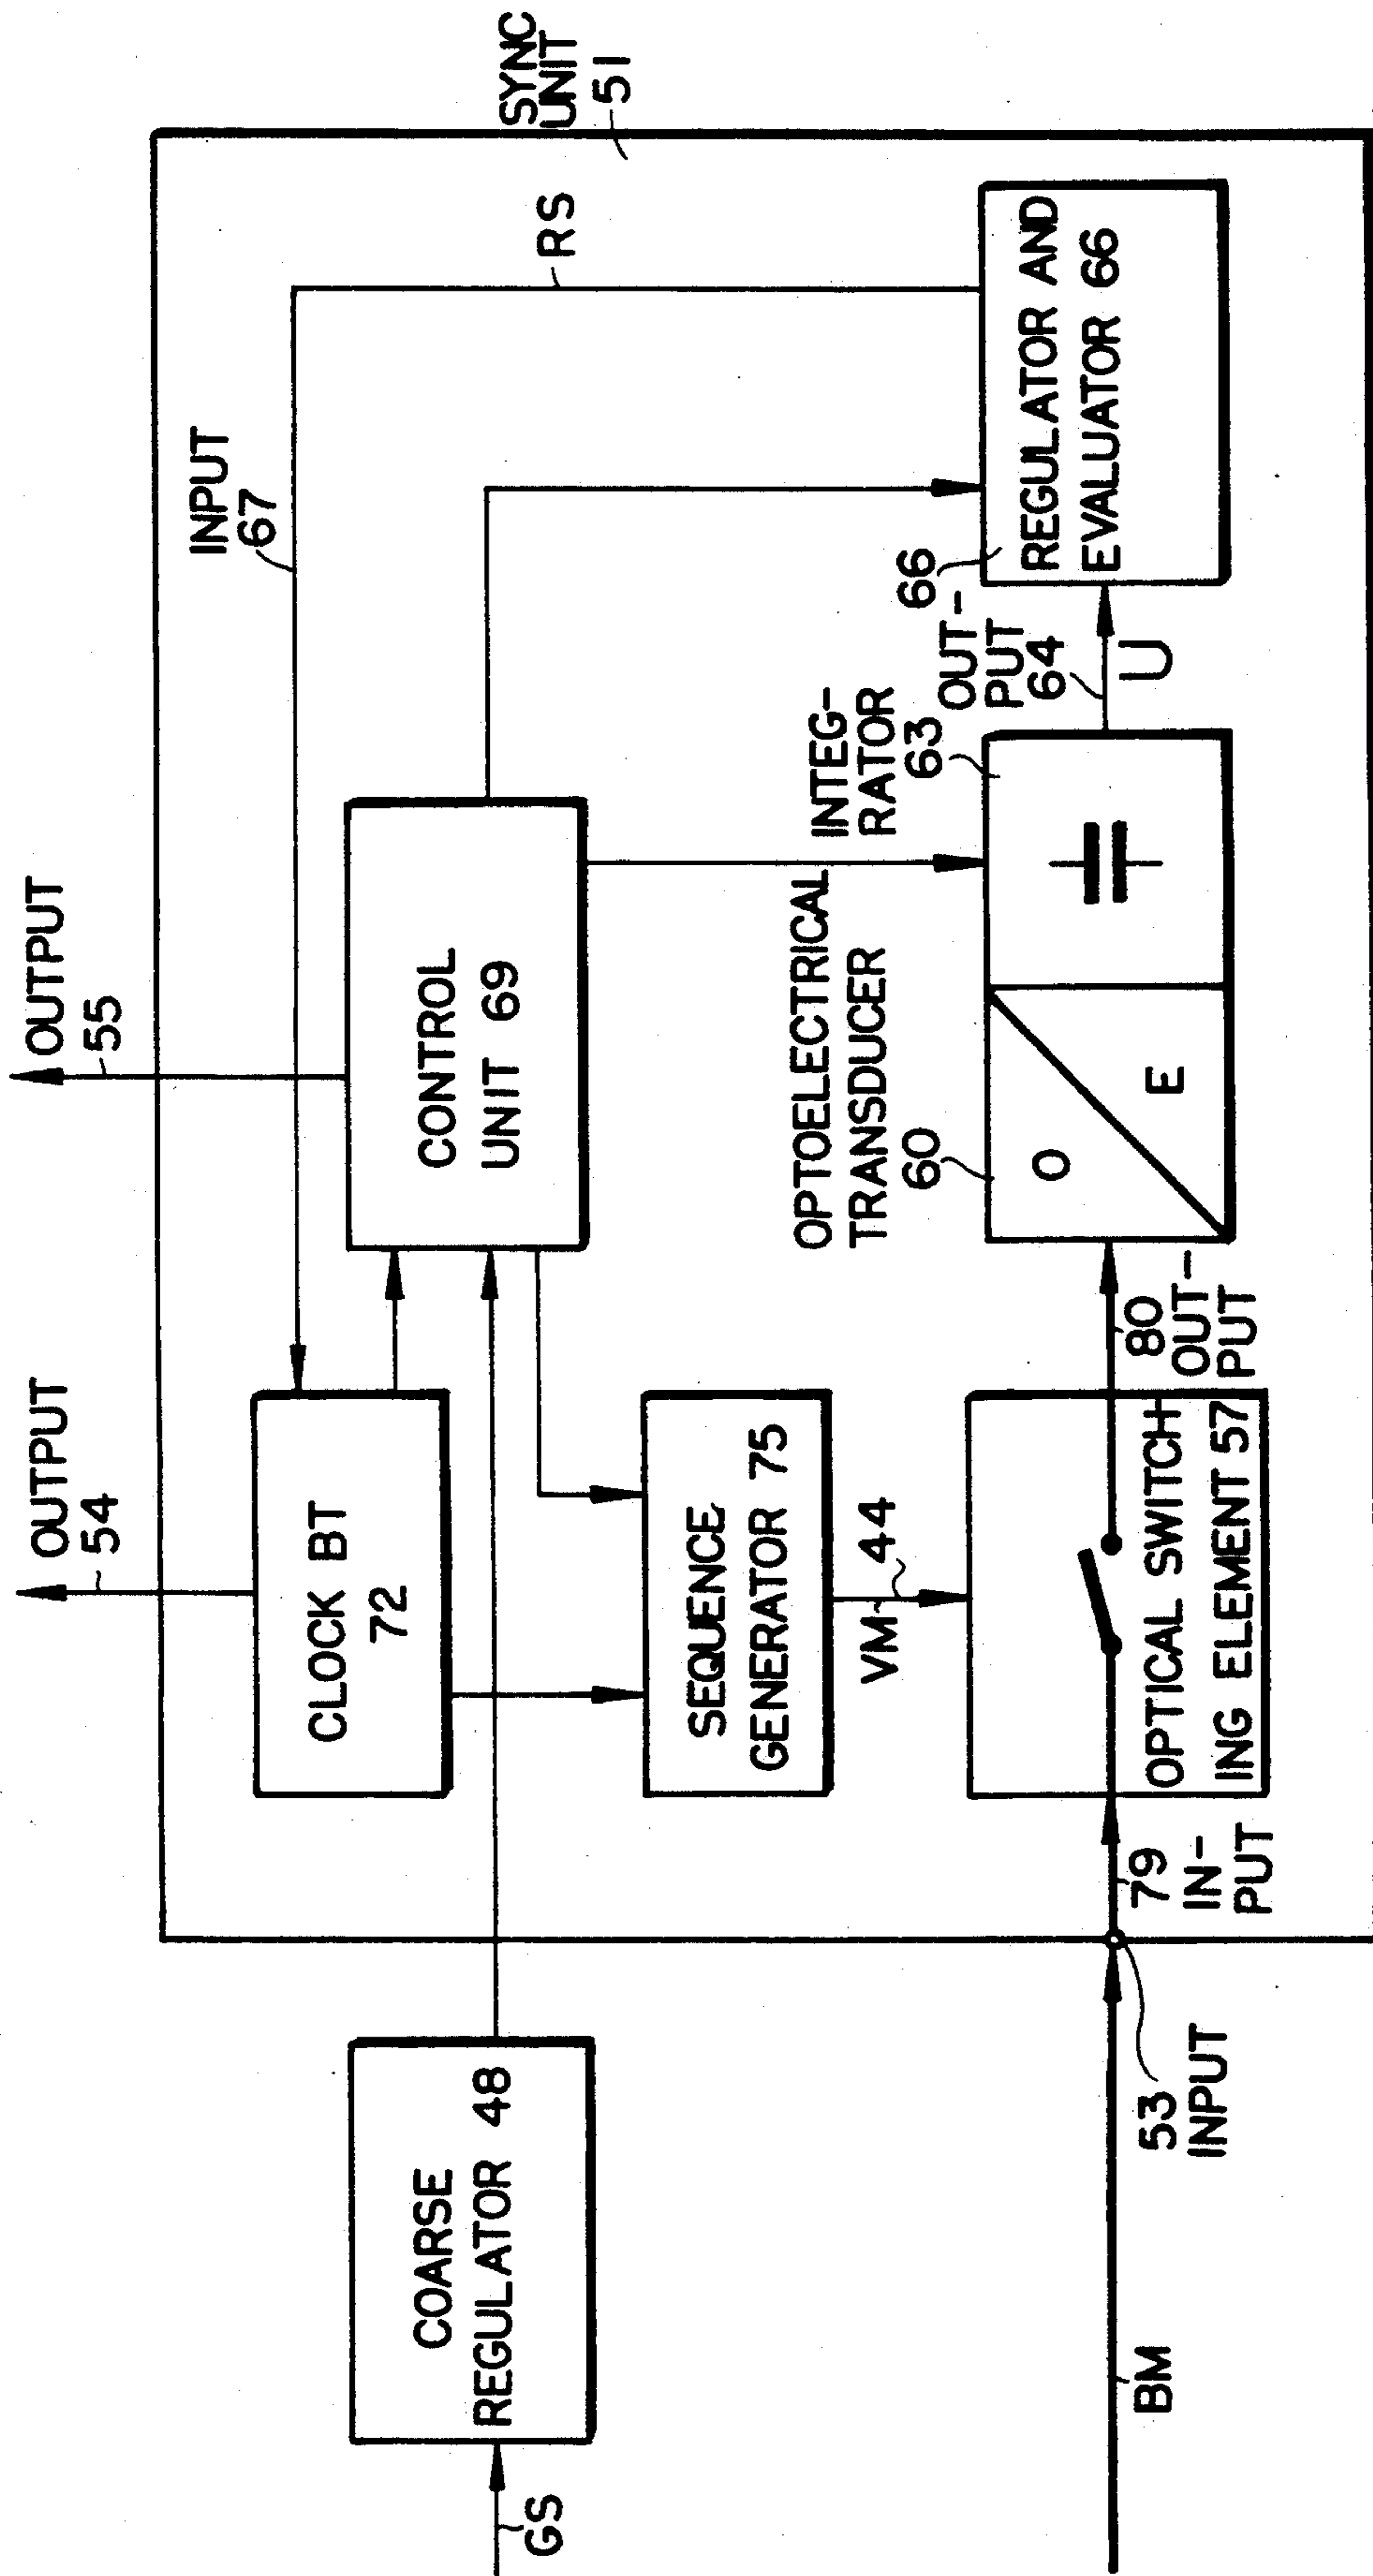 OUTPUT
54
OUTPUT
55
INPUT
67
RS
SYNC
UNIT
51
GS
COARSE
REGULATOR 48
CLOCK BT
72
CONTROL
UNIT 69
SEQUENCE
GENERATOR 75
VM
44
OPTOELECTRICAL
TRANSDUCER
60
INTEG-
RATOR
63
OUT-
PUT
64
66
U
REGULATOR AND
EVALUATOR 66
O
E
BM
53
INPUT
79
IN-
PUT
OPTICAL SWITCH
ING ELEMENT 57
80
OUT-
PUT